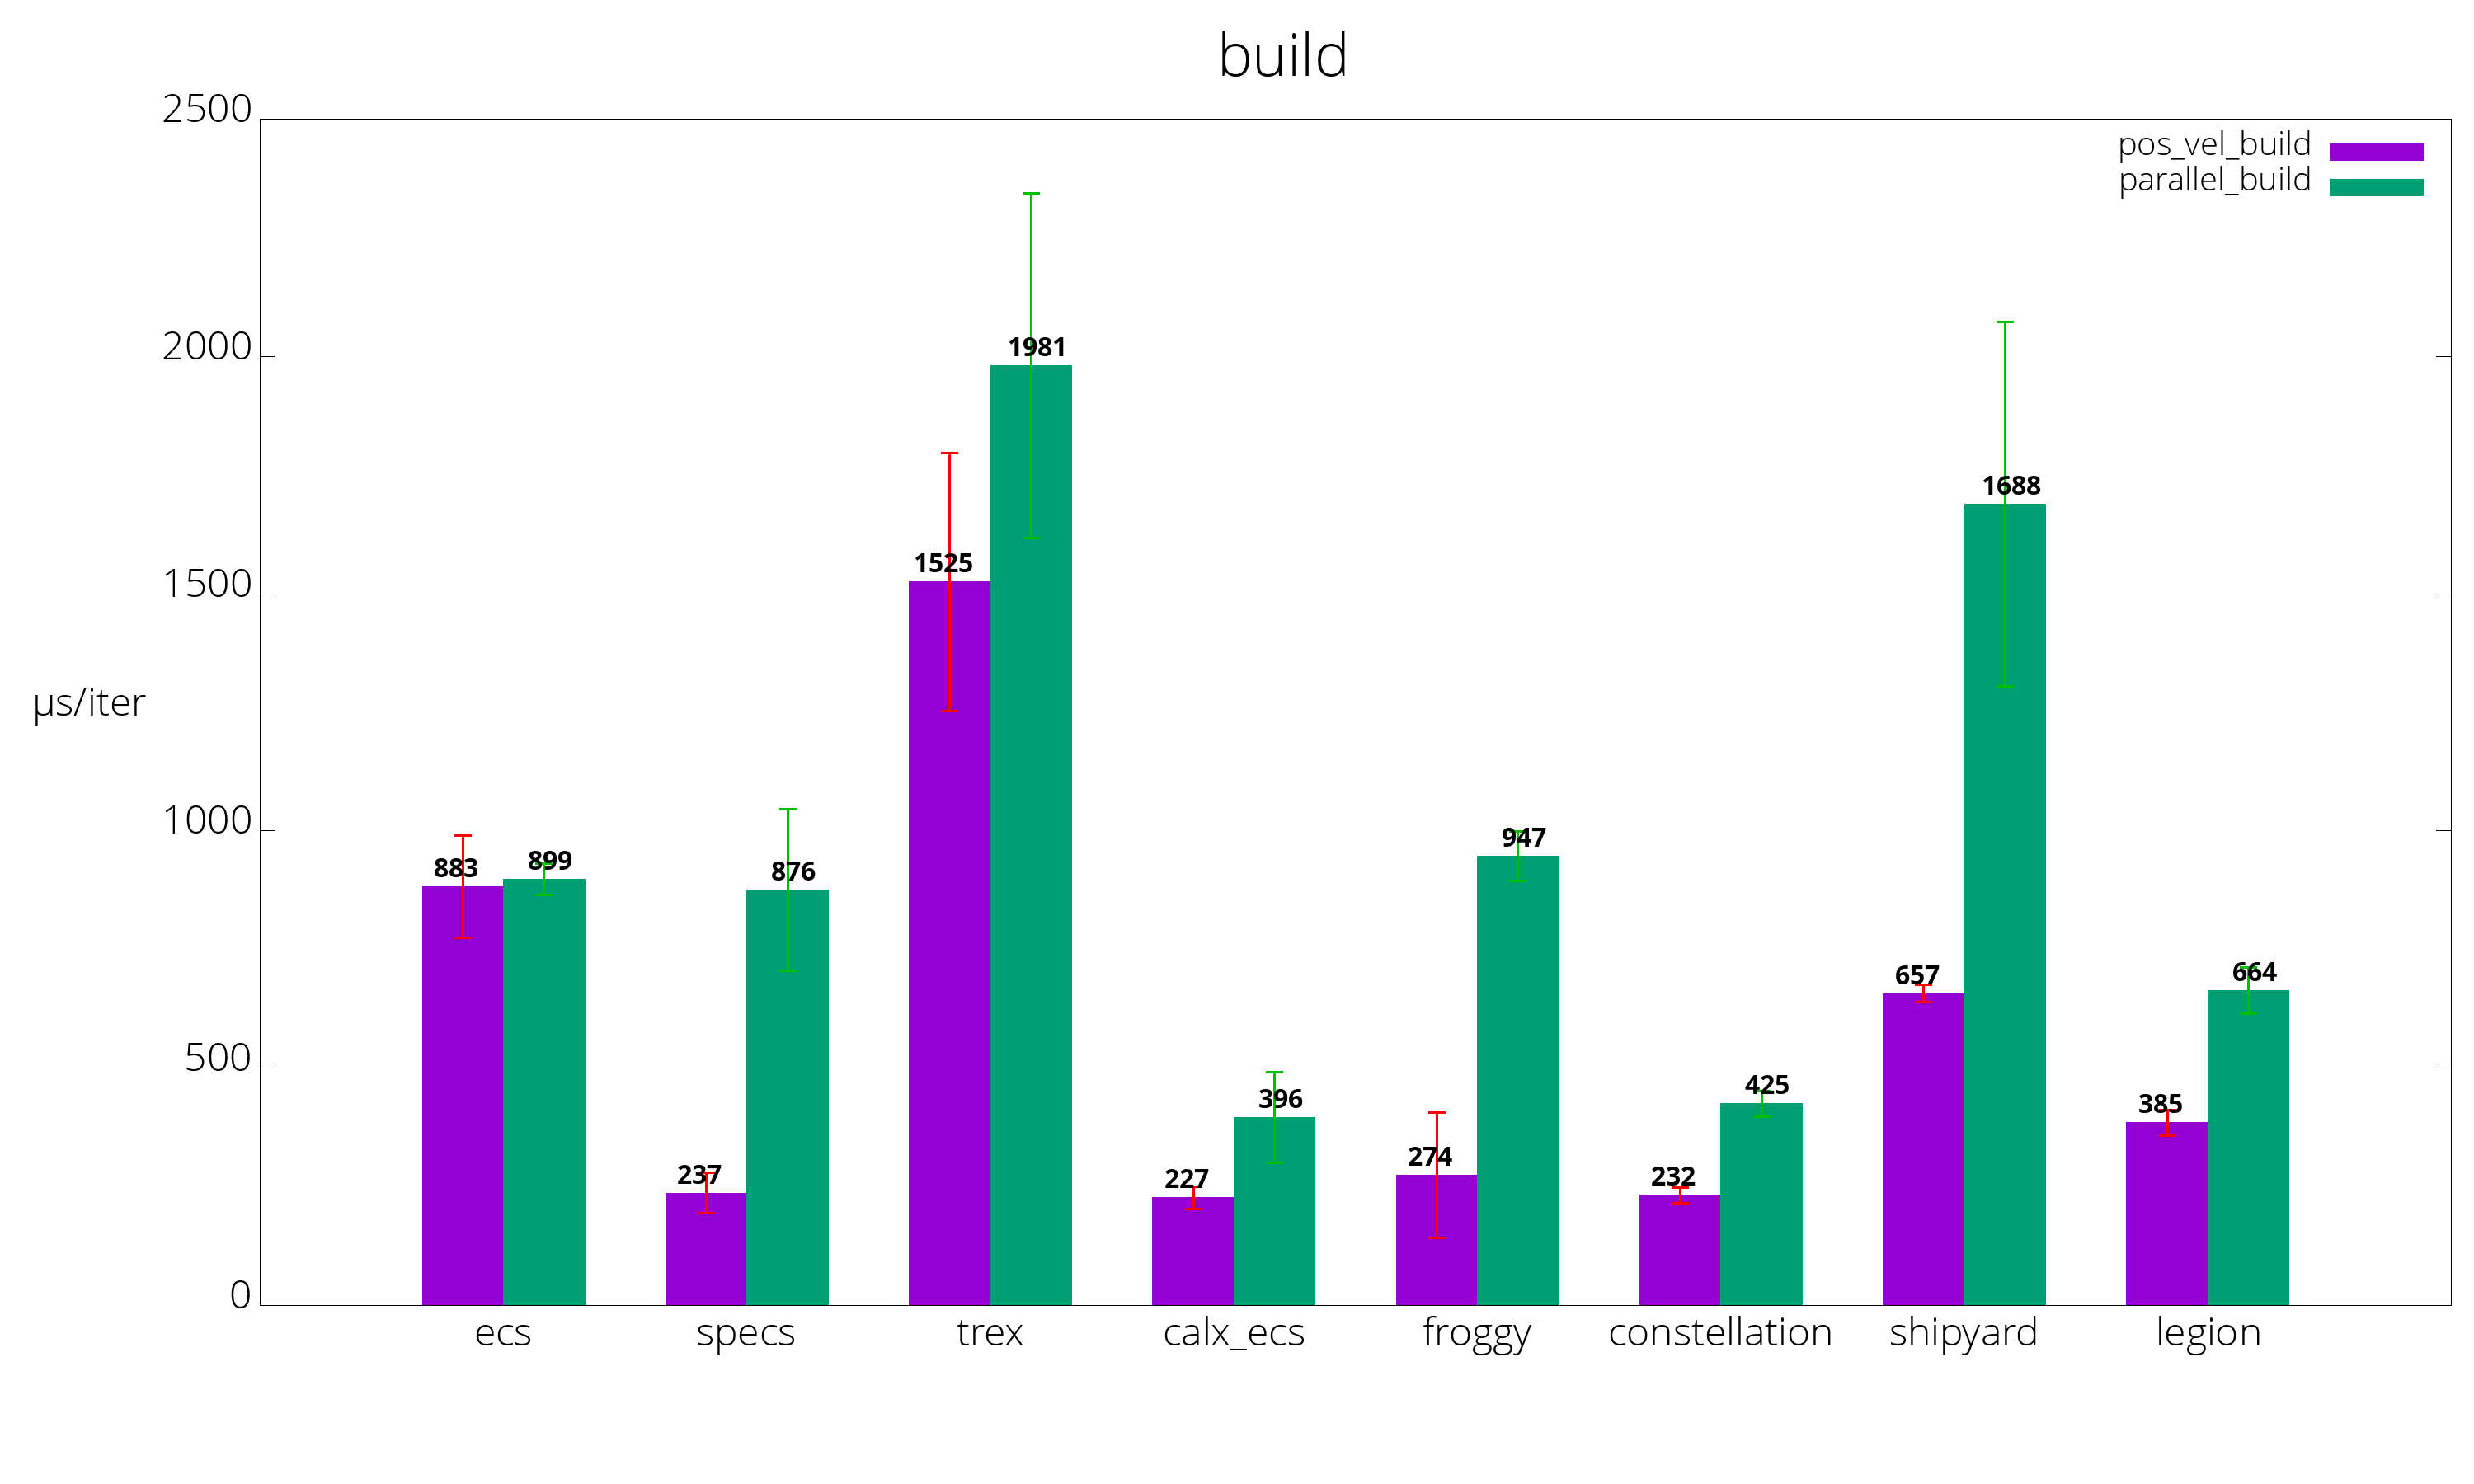 build
2500
2000
1500
1000
500
0
µs/iter
pos_vel_build
parallel_build
883 899
237 876
1525 1981
227 396
274 947
232 425
657 1688
385 664
ecs specs trex calx_ecs froggy constellation shipyard legion